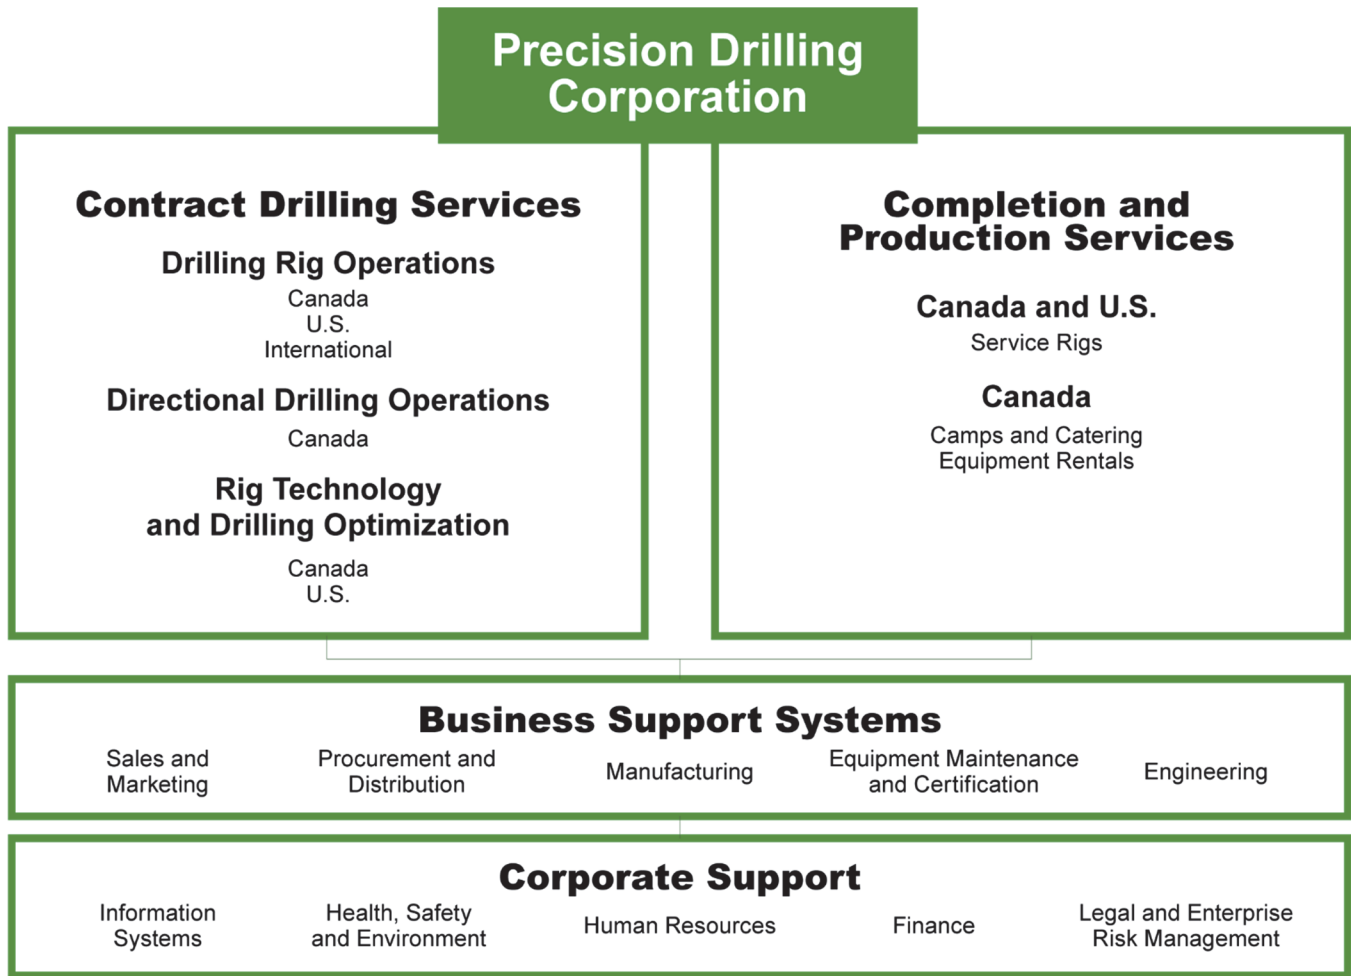 Precision Drilling
Corporation
Contract Drilling Services
Drilling Rig Operations
Canada
U.S.
International
Directional Drilling Operations
Canada
Rig Technology
and Drilling Optimization
Canada
U.S.
Completion and
Production Services
Canada and U.S.
Service Rigs
Canada
Camps and Catering
Equipment Rentals
Business Support Systems
Sales and
Marketing
Procurement and
Distribution
Manufacturing
Equipment Maintenance
and Certification
Engineering
Corporate Support
Information
Systems
Health, Safety
and Environment
Human Resources
Finance
Legal and Enterprise
Risk Management